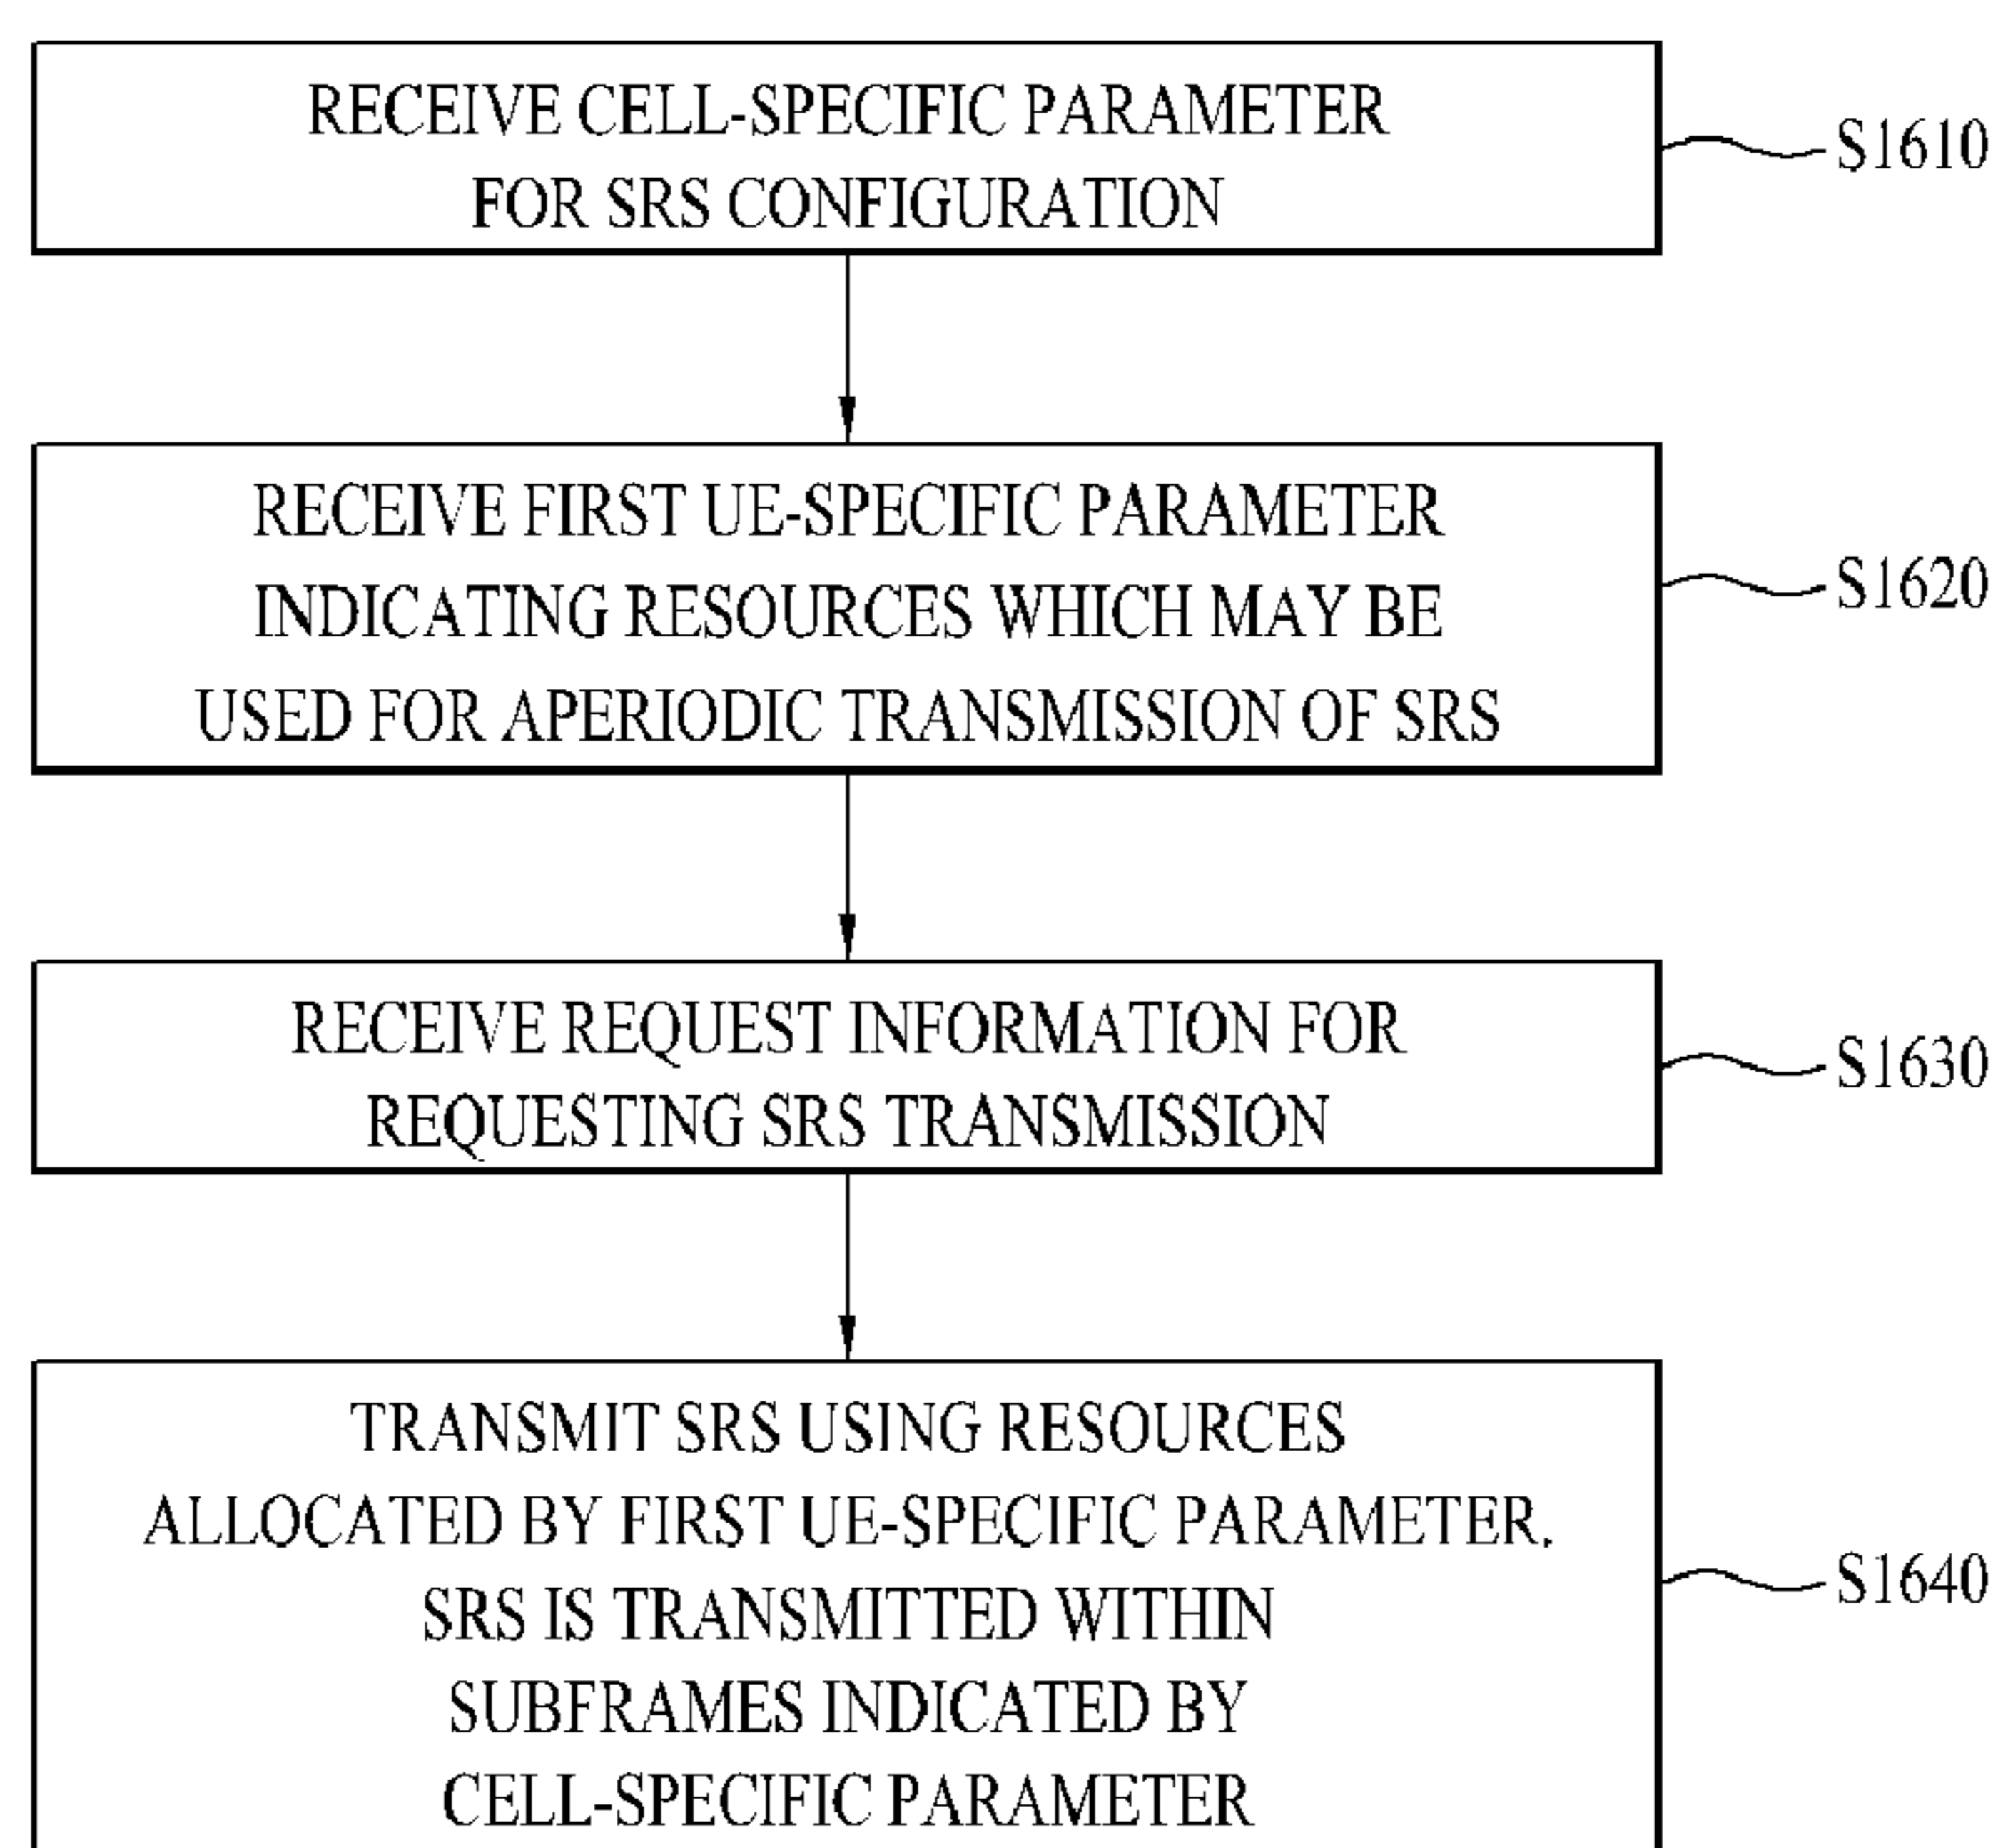 RECEIVE CELL-SPECIFIC PARAMETER
FOR SRS CONFIGURATION
S1610
RECEIVE FIRST UE-SPECIFIC PARAMETER
INDICATING RESOURCES WHICH MAY BE
USED FOR APERIODIC TRANSMISSION OF SRS
S1620
RECEIVE REQUEST INFORMATION FOR
REQUESTING SRS TRANSMISSION
S1630
TRANSMIT SRS USING RESOURCES
ALLOCATED BY FIRST UE-SPECIFIC PARAMETER.
SRS IS TRANSMITTED WITHIN
SUBFRAMES INDICATED BY
CELL-SPECIFIC PARAMETER
S1640